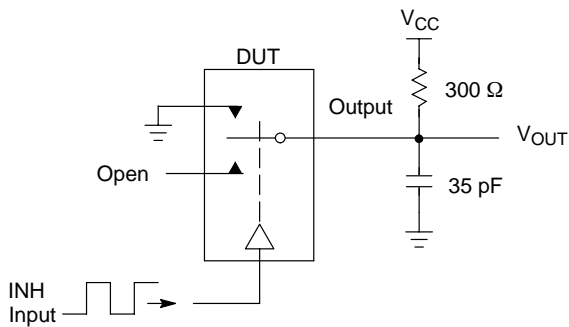 VCC
DUT
300 Ω
Output
VOUT
Open
35 pF
INH
Input